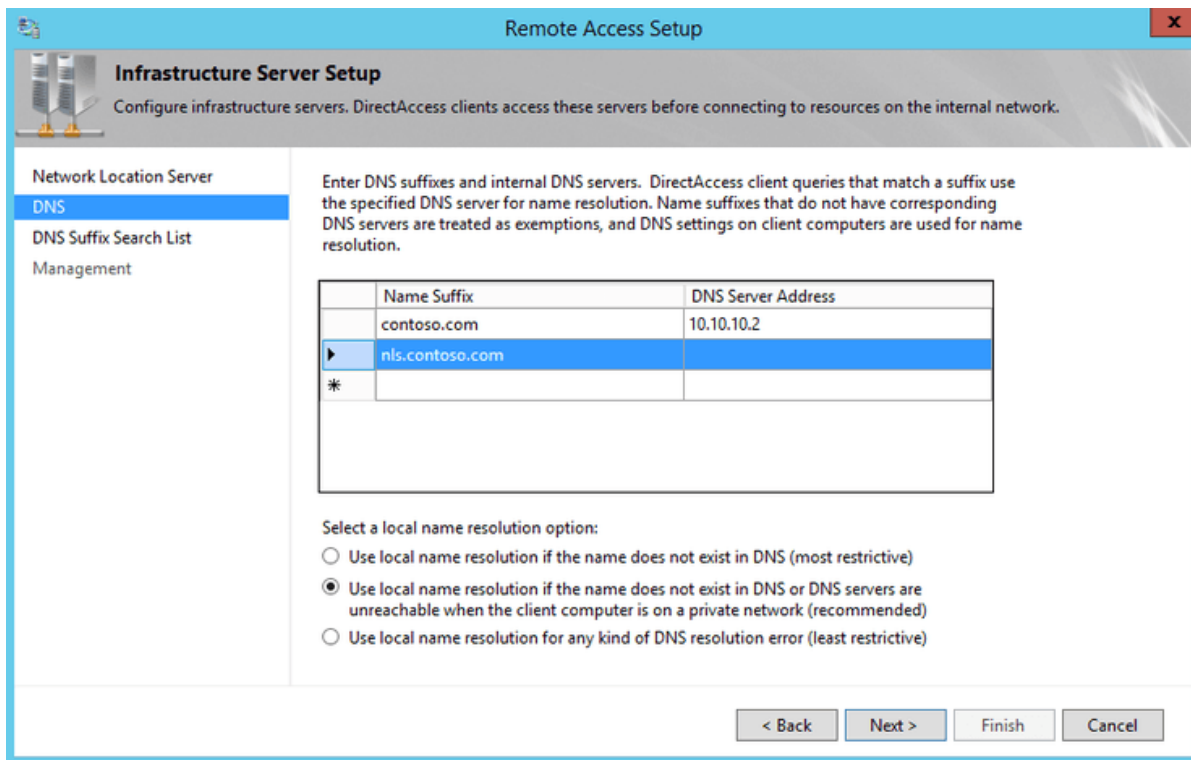 Remote Access Setup
x
Infrastructure Server Setup
Configure infrastructure servers. DirectAccess clients access these servers before connecting to resources on the internal network.
Network Location Server
DNS
DNS Suffix Search List
Management
Enter DNS suffixes and internal DNS servers. DirectAccess client queries that match a suffix use
the specified DNS server for name resolution. Name suffixes that do not have corresponding
DNS servers are treated as exemptions, and DNS settings on client computers are used for name
resolution.
Name Suffix DNS Server Address
contoso.com 10.10.10.2
nls.contoso.com
Select a local name resolution option:
Use local name resolution if the name does not exist in DNS (most restrictive)
Use local name resolution if the name does not exist in DNS or DNS servers are
unreachable when the client computer is on a private network (recommended)
Use local name resolution for any kind of DNS resolution error (least restrictive)
< Back Next > Finish Cancel